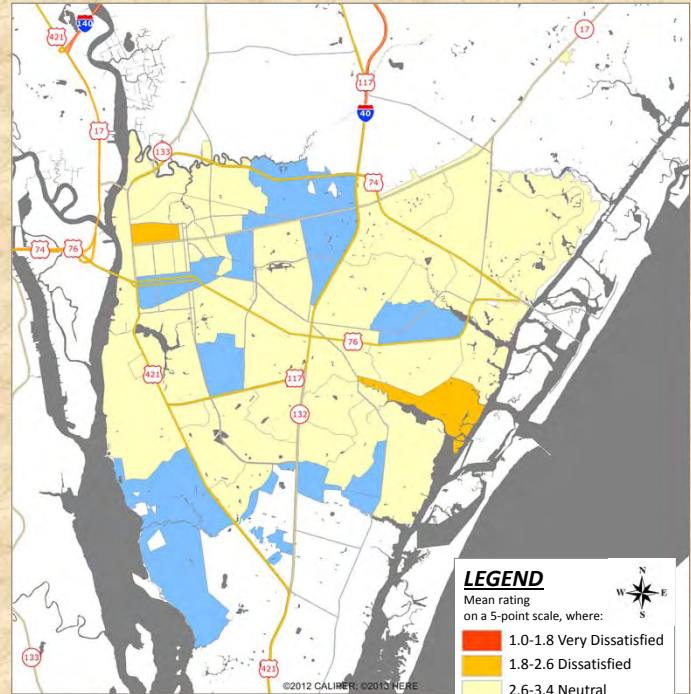 140
421
17
117
40
17
133
74
74
76
76
421
117
132
133
421
LEGEND
N
W E
S
Mean rating
on a 5-point scale, where:
1.0-1.8 Very Dissatisfied
1.8-2.6 Dissatisfied
2.6-3.4 Neutral
©2012 CALIPER; ©2013 HERE